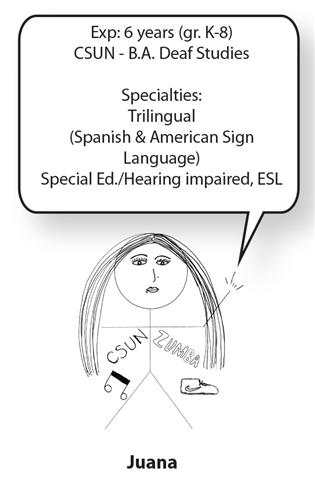 Exp: 6 years (gr. K-8)
CSUN - B.A. Deaf Studies
Specialties:
Trilingual
(Spanish & American Sign
Language)
Special Ed./Hearing impaired, ESL
CSUN
ZUMBA
Juana